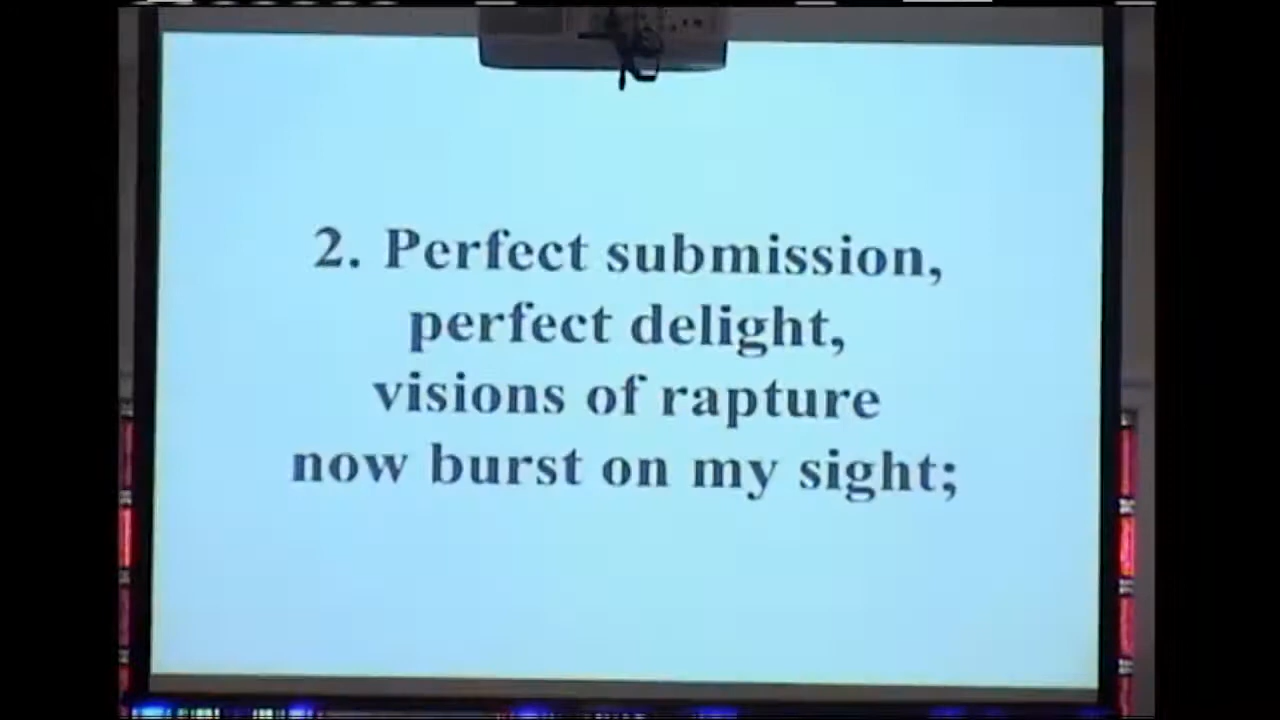 2. Perfect submission,
perfect delight,
visions of rapture
now burst on my sight;